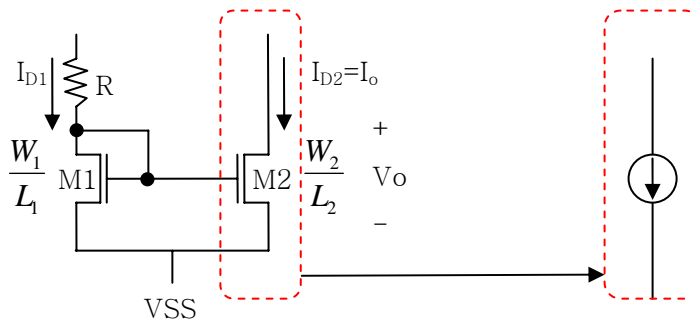 I_D1
R
I_D2=I_o
+
W_1
L_1
M1
M2
W_2
L_2
Vo
−
VSS